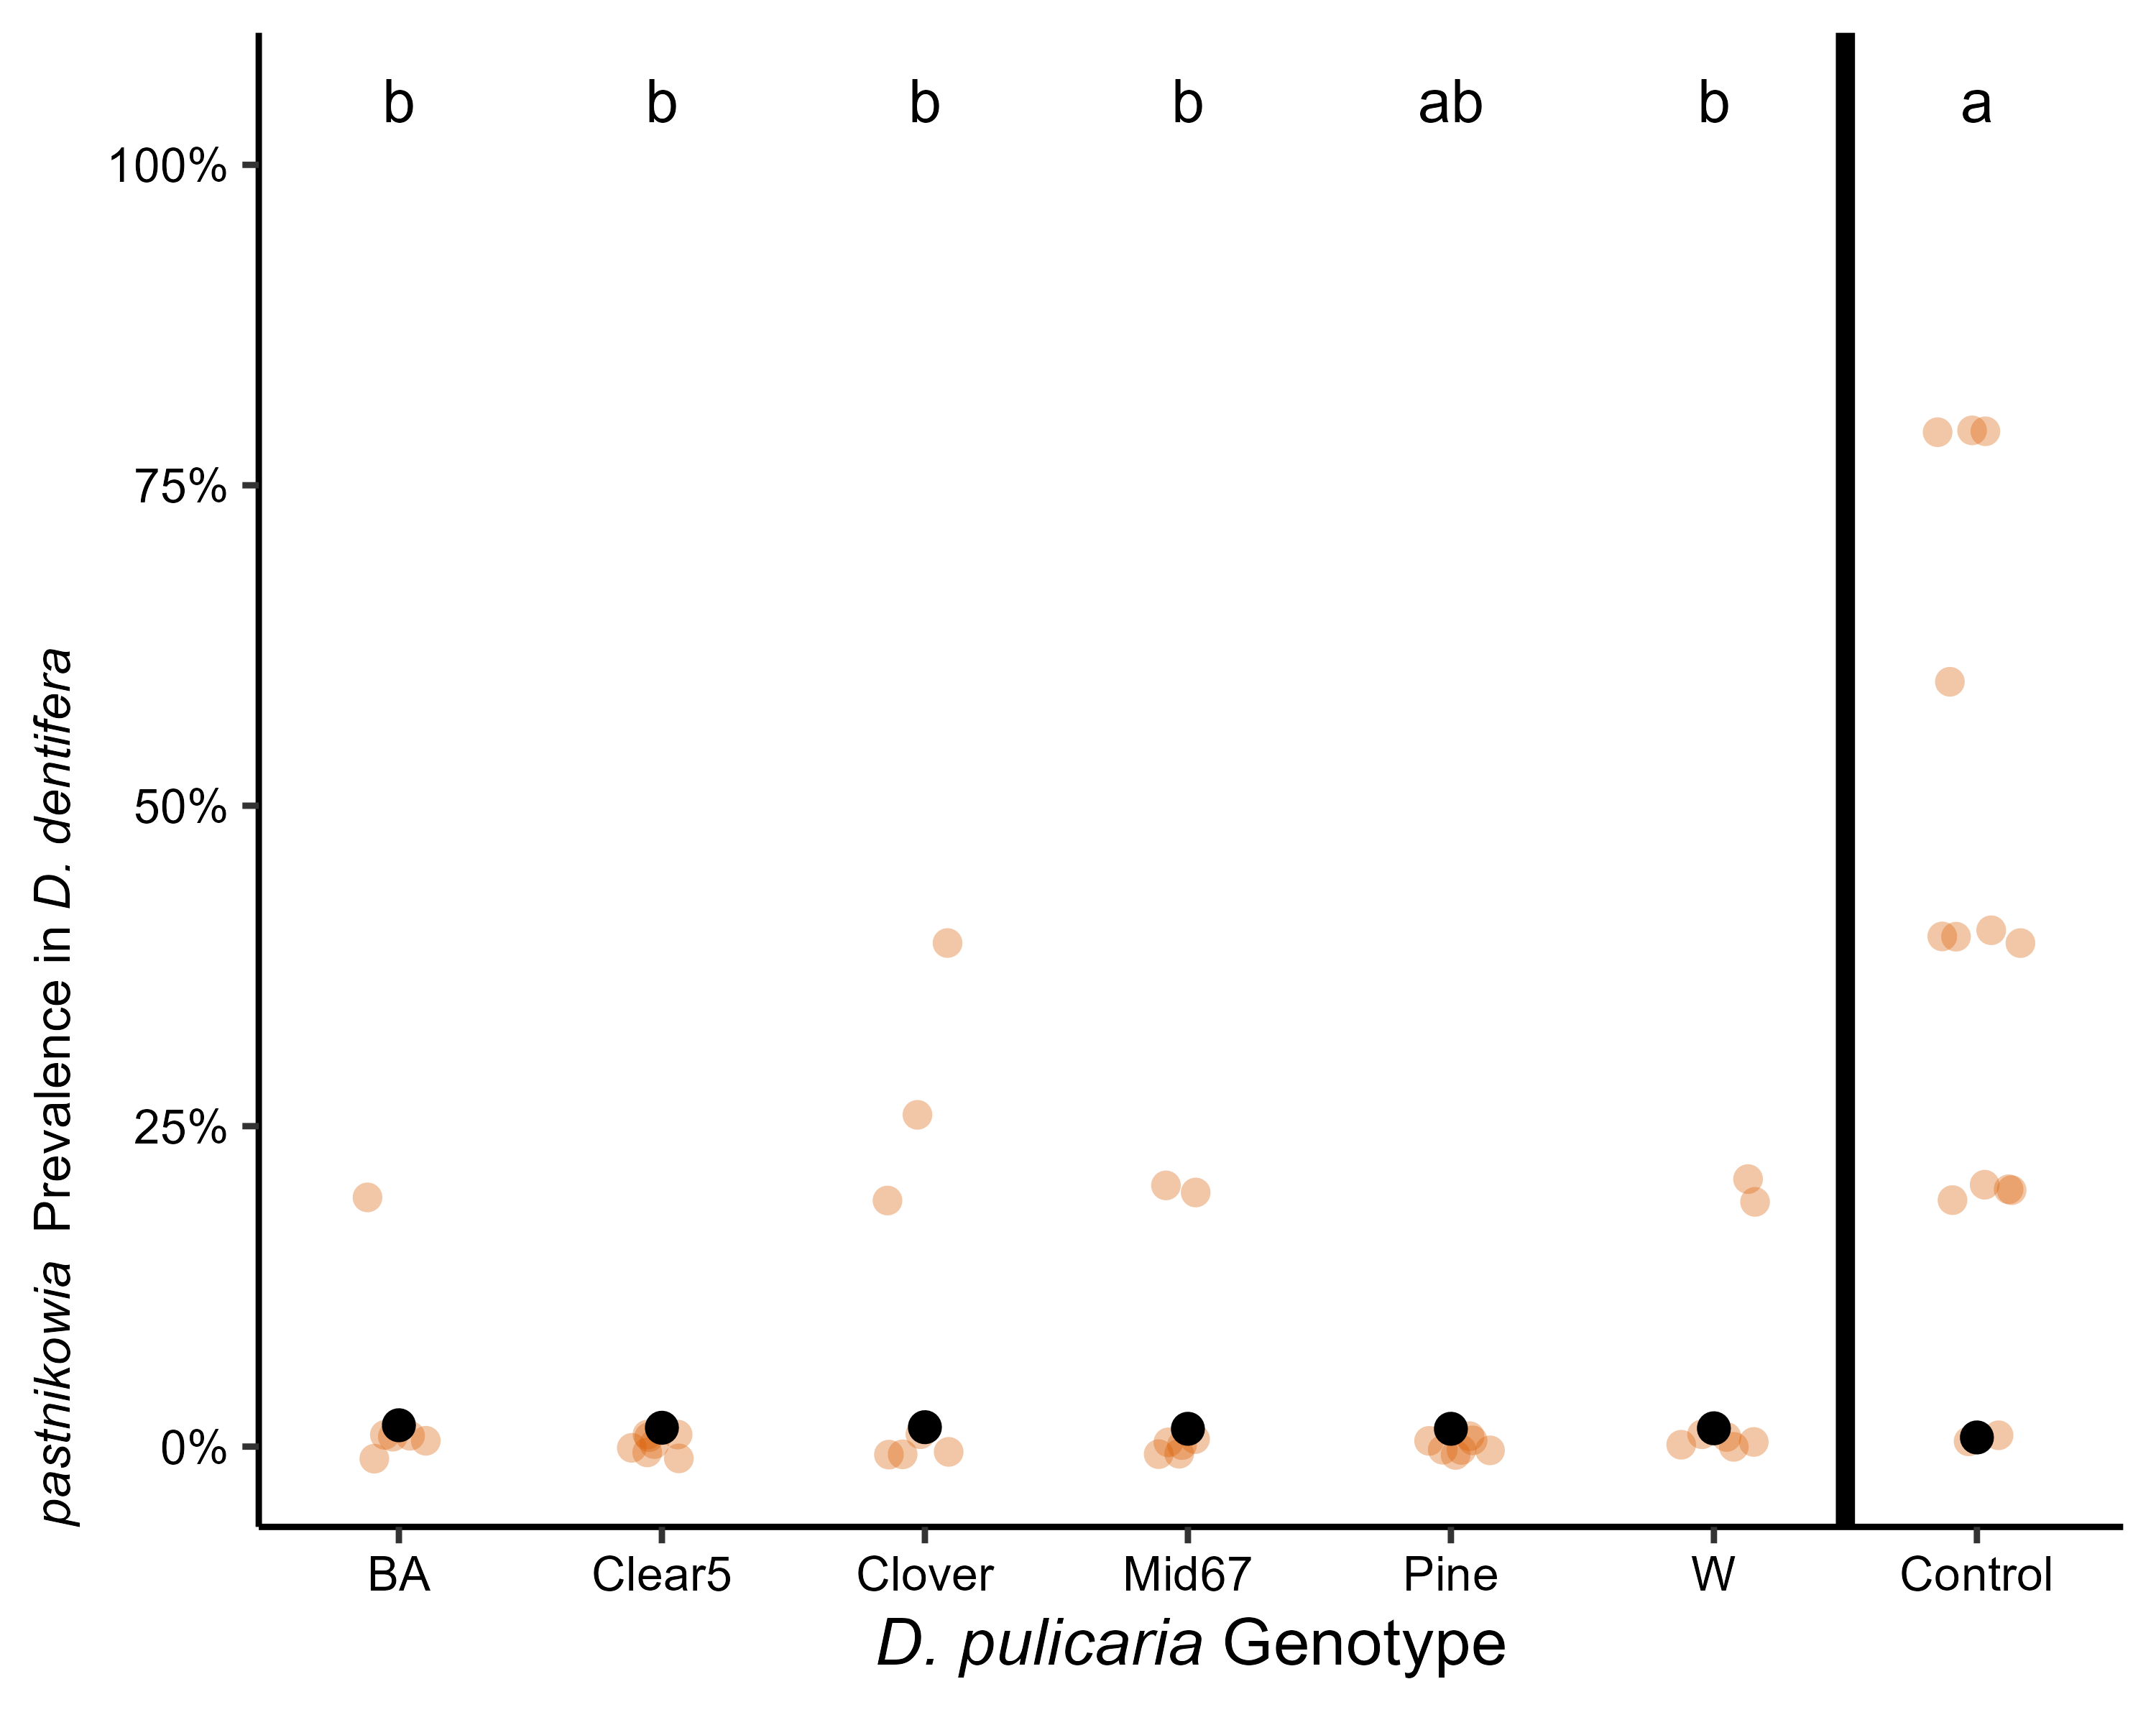 b b b b ab b a
100%
75%
50%
25%
0%
pastnikowia Prevalence in D. dentifera
BA Clear5 Clover Mid67 Pine W Control
D. pulicaria Genotype